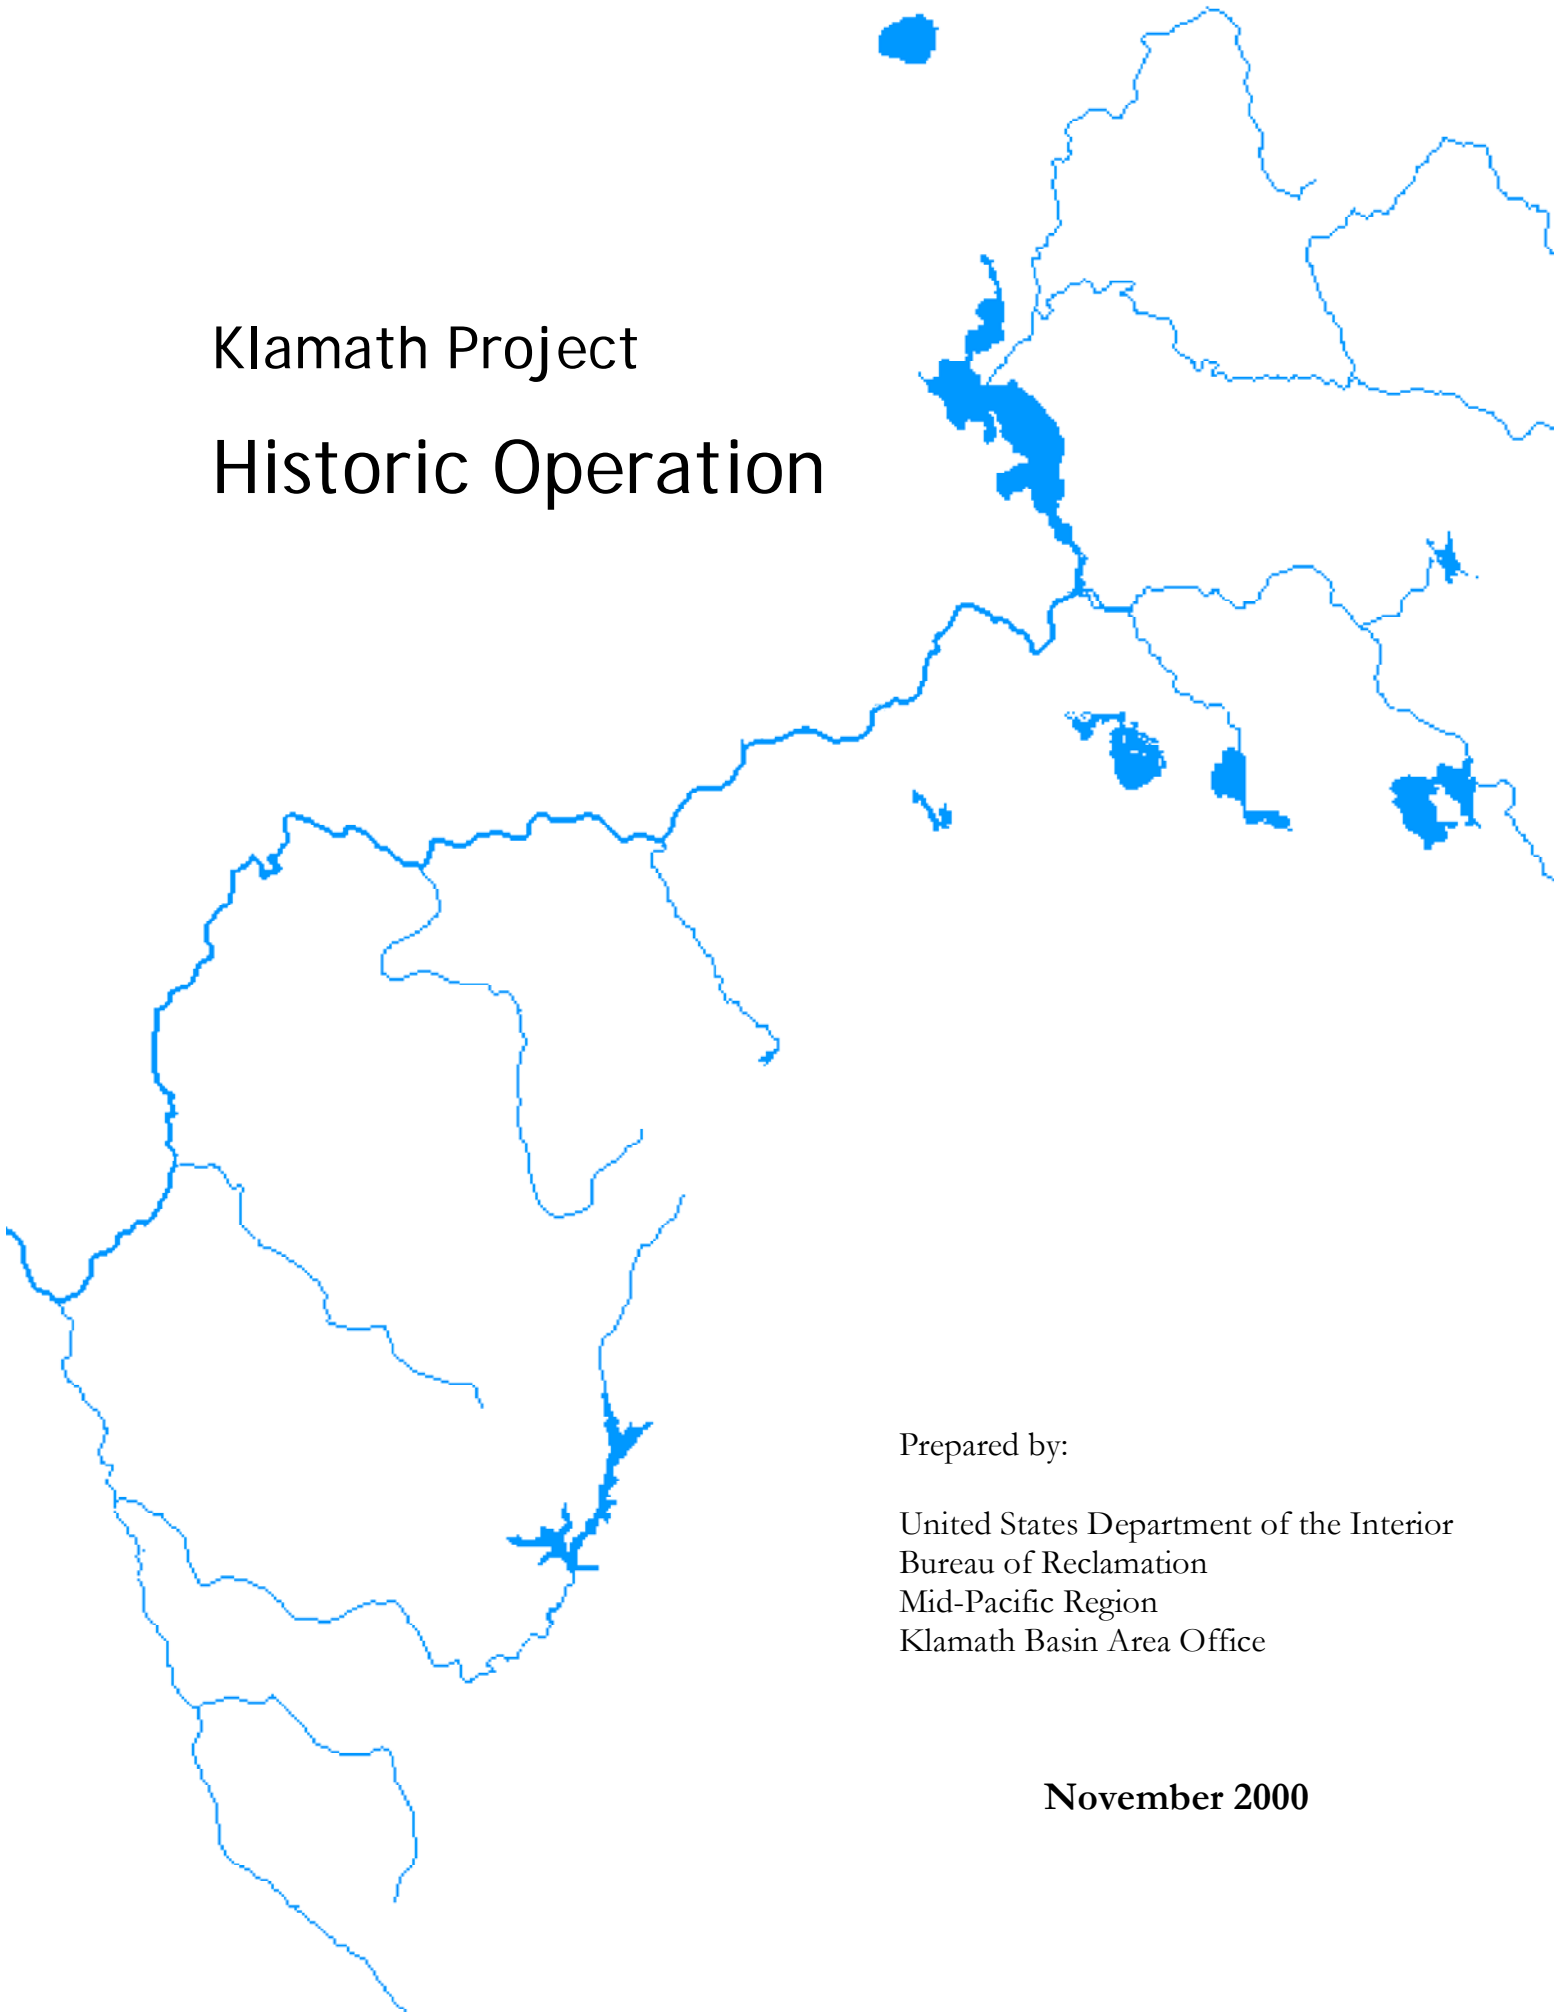 Klamath Project
Historic Operation
Prepared by:
United States Department of the Interior
Bureau of Reclamation
Mid-Pacific Region
Klamath Basin Area Office
November 2000